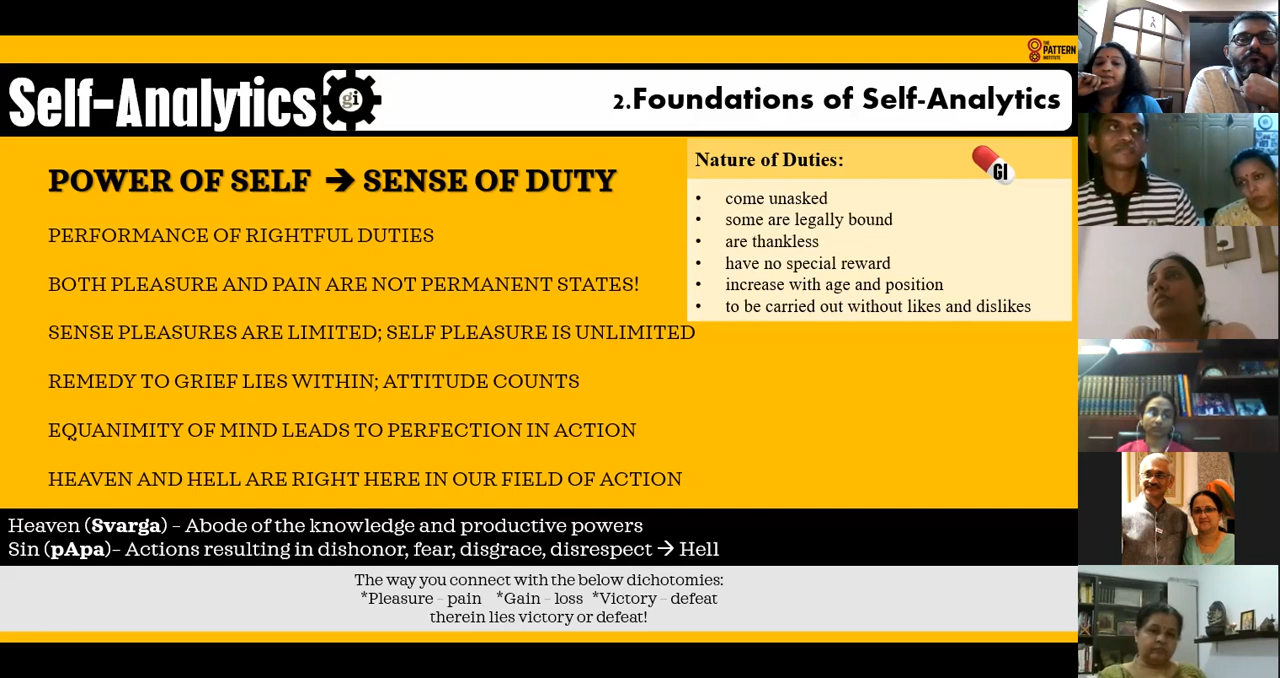 THE
PATTERN
INSTITUTE
Self-Analytics
gi
2.Foundations of Self-Analytics
POWER OF SELF → SENSE OF DUTY
PERFORMANCE OF RIGHTFUL DUTIES
BOTH PLEASURE AND PAIN ARE NOT PERMANENT STATES!
SENSE PLEASURES ARE LIMITED; SELF PLEASURE IS UNLIMITED
REMEDY TO GRIEF LIES WITHIN; ATTITUDE COUNTS
EQUANIMITY OF MIND LEADS TO PERFECTION IN ACTION
HEAVEN AND HELL ARE RIGHT HERE IN OUR FIELD OF ACTION
Nature of Duties:
GI
• come unasked
• some are legally bound
• are thankless
• have no special reward
• increase with age and position
• to be carried out without likes and dislikes
Heaven (Svarga) – Abode of the knowledge and productive powers
Sin (pApa)– Actions resulting in dishonor, fear, disgrace, disrespect → Hell
The way you connect with the below dichotomies:
*Pleasure – pain *Gain – loss *Victory – defeat
therein lies victory or defeat!